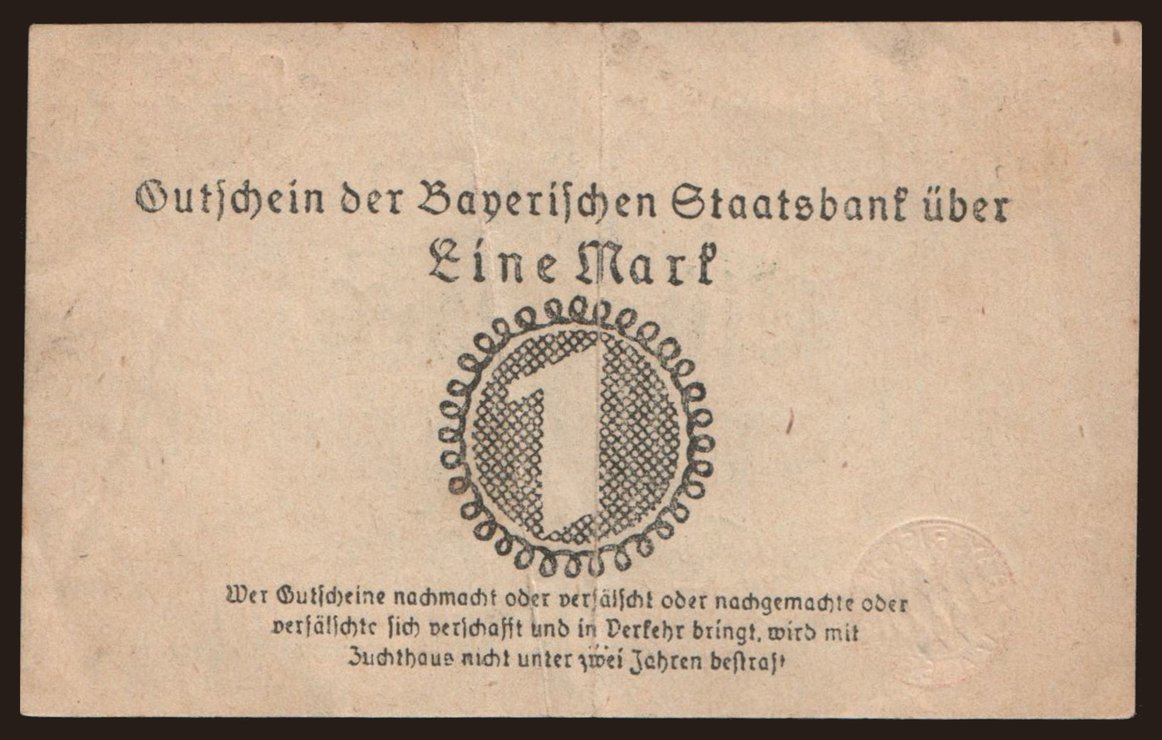 Gutschein der Bayerischen Staatsbank über
Eine Mark
1
Wer Gutscheine nachmacht oder verfälscht oder nachgemachte oder
verfälschte sich verschafft und in Verkehr bringt, wird mit
Zuchthaus nicht unter zwei Jahren bestraft